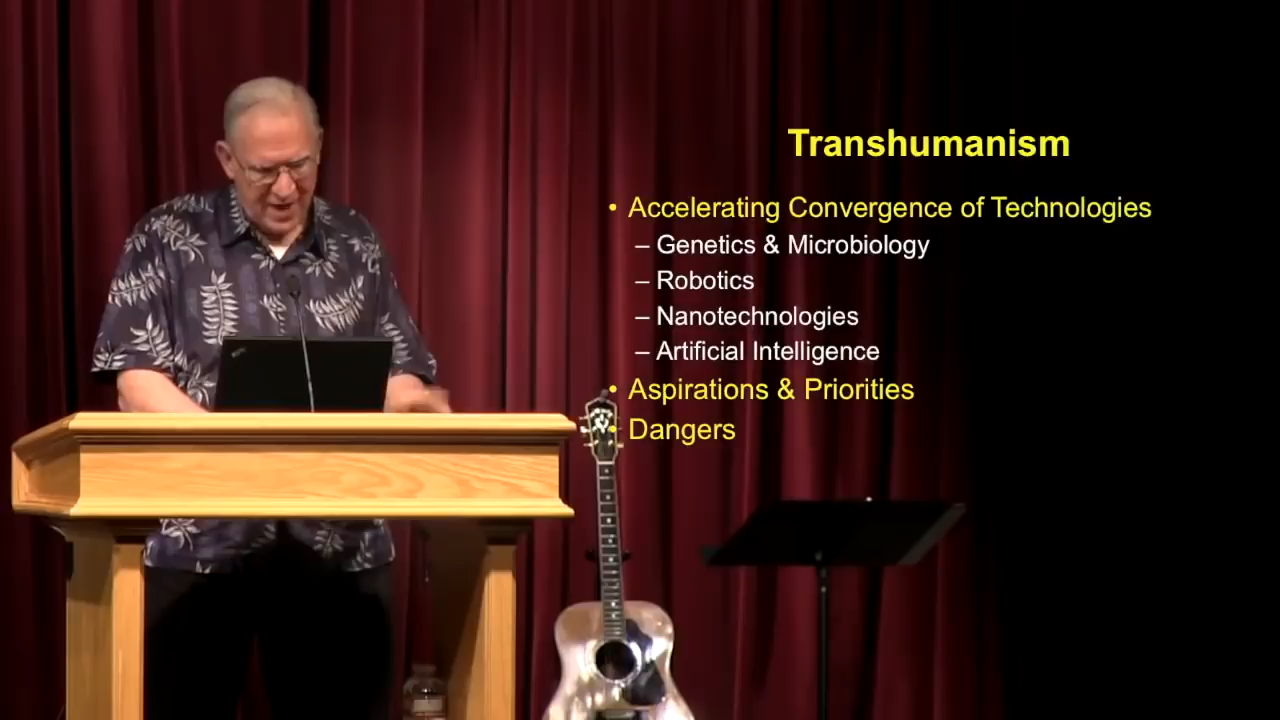 Transhumanism
• Accelerating Convergence of Technologies
– Genetics & Microbiology
– Robotics
– Nanotechnologies
– Artificial Intelligence
• Aspirations & Priorities
• Dangers